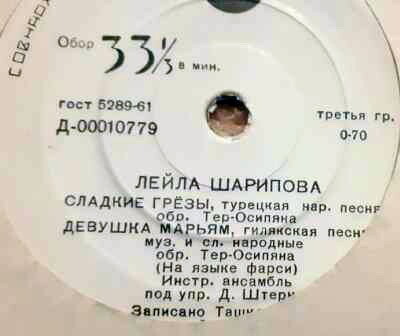 Обор 33⅓ в мин.
гост 5289-61
Д-00010779
третья гр.
0-70
ЛЕЙЛА ШАРИПОВА
СЛАДКИЕ ГРЁЗЫ, турецкая нар. песня
обр. Тер-Осипяка
ДЕВУШКА МАРЬЯМ, гилякская песня
муз. и сл. народные
обр. Тер-Осипяка
(На языке фарси)
Инстр. ансамбль
под упр. Д. Штерн
Записано